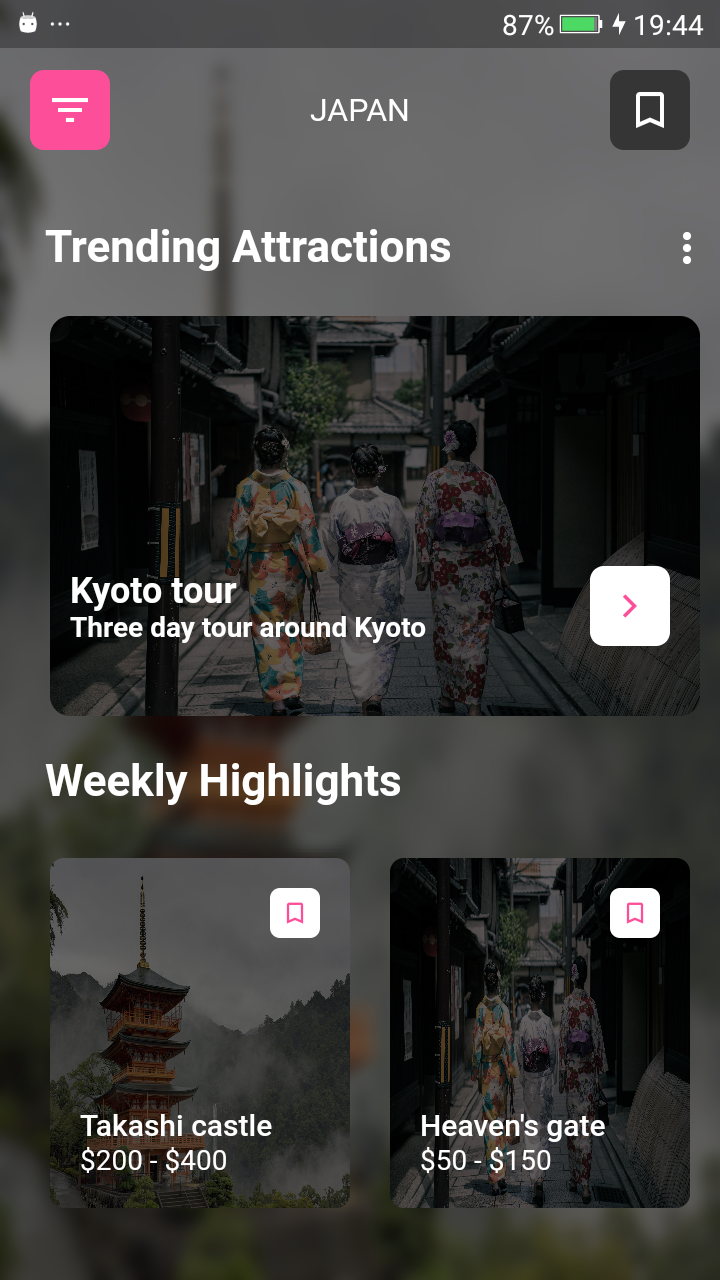 87% 19:44
JAPAN
Trending Attractions
Kyoto tour
Three day tour around Kyoto
Weekly Highlights
Takashi castle
$200 - $400
Heaven's gate
$50 - $150